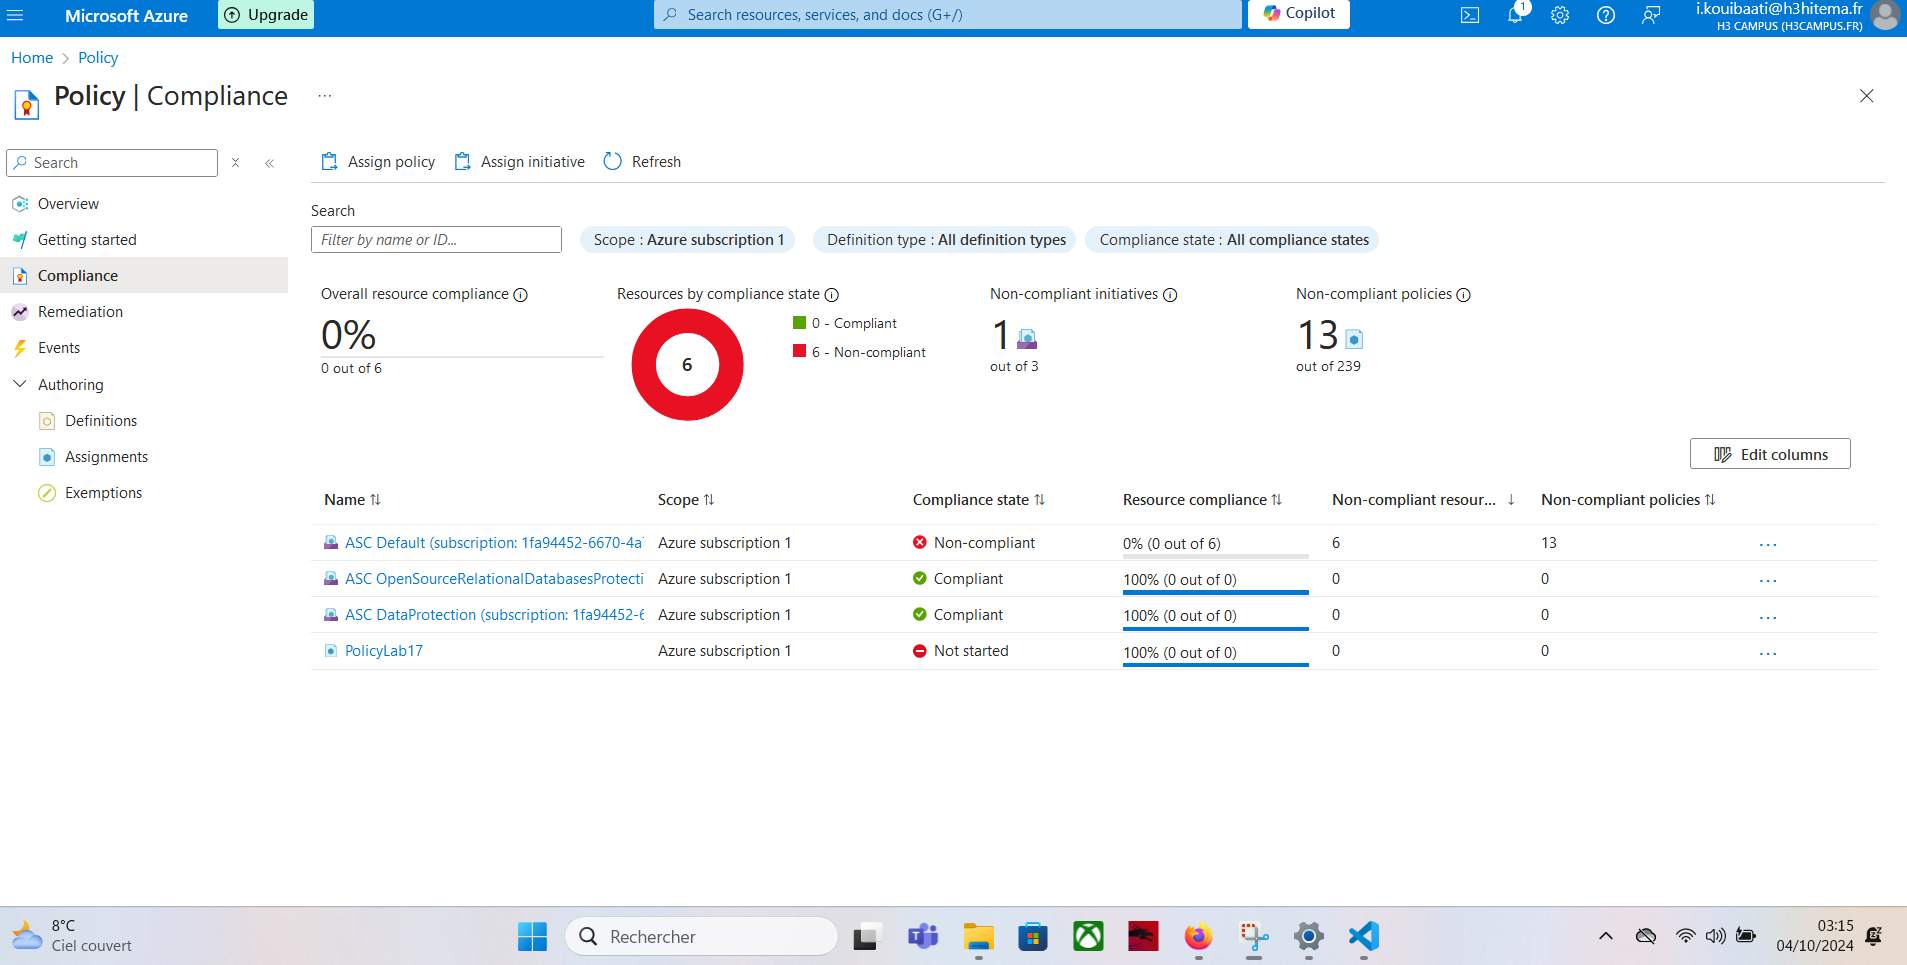 Microsoft Azure
Upgrade
Search resources, services, and docs (G+/)
Copilot
1
i.kouibaati@h3hitema.fr
H3 CAMPUS (H3CAMPUS.FR)
Home > Policy
Policy | Compliance
...
Search
Overview
Getting started
Compliance
Remediation
Events
Authoring
Definitions
Assignments
Exemptions
Assign policy
Assign initiative
Refresh
Search
Filter by name or ID...
Scope : Azure subscription 1
Definition type : All definition types
Compliance state : All compliance states
Overall resource compliance
0%
0 out of 6
Resources by compliance state
6
0 - Compliant
6 - Non-compliant
Non-compliant initiatives
1
out of 3
Non-compliant policies
13
out of 239
Edit columns
Name Scope Compliance state Resource compliance Non-compliant resour... Non-compliant policies
ASC Default (subscription: 1fa94452-6670-4a Azure subscription 1 Non-compliant 0% (0 out of 6) 6 13 ...
ASC OpenSourceRelationalDatabasesProtecti Azure subscription 1 Compliant 100% (0 out of 0) 0 0 ...
ASC DataProtection (subscription: 1fa94452-6 Azure subscription 1 Compliant 100% (0 out of 0) 0 0 ...
PolicyLab17 Azure subscription 1 Not started 100% (0 out of 0) 0 0 ...
8°C
Ciel couvert
Rechercher
03:15
04/10/2024